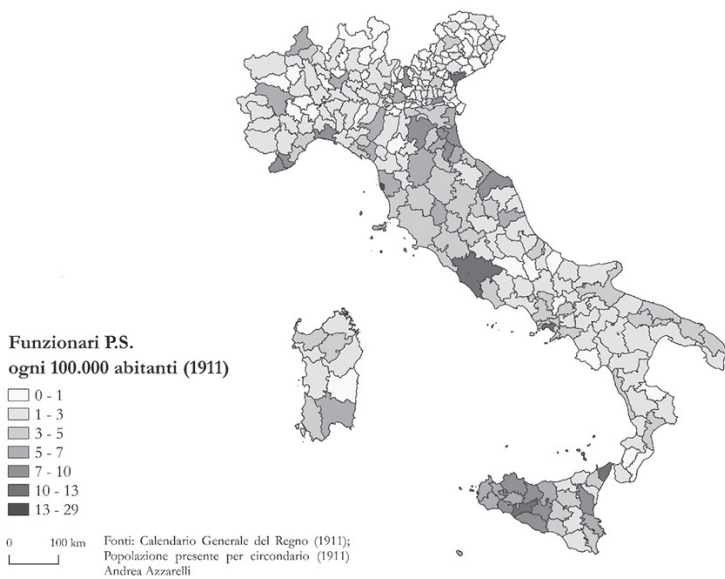 Funzionari P.S.
ogni 100.000 abitanti (1911)
0 - 1
1 - 3
3 - 5
5 - 7
7 - 10
10 - 13
13 - 29
0 100 km
Fonti: Calendario Generale del Regno (1911);
Popolazione presente per circondario (1911)
Andrea Azzarelli